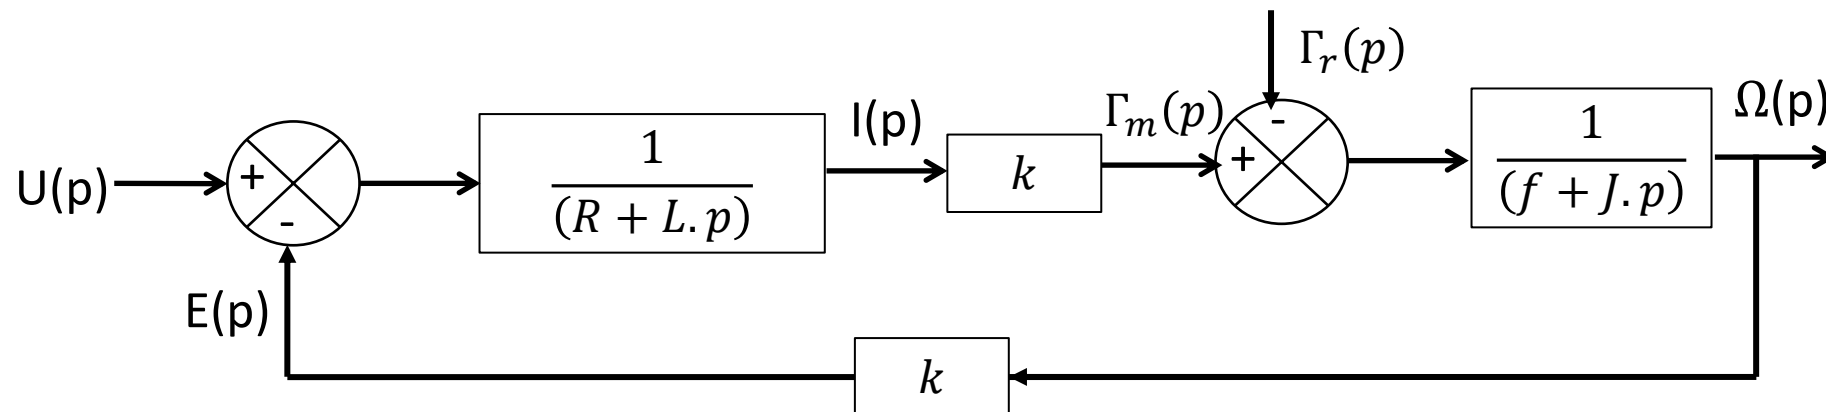 U(p)
+
-
E(p)
1
(R + L. p)
I(p)
k
Γm(p)
Γr(p)
+
-
1
(f + J. p)
Ω(p)
k